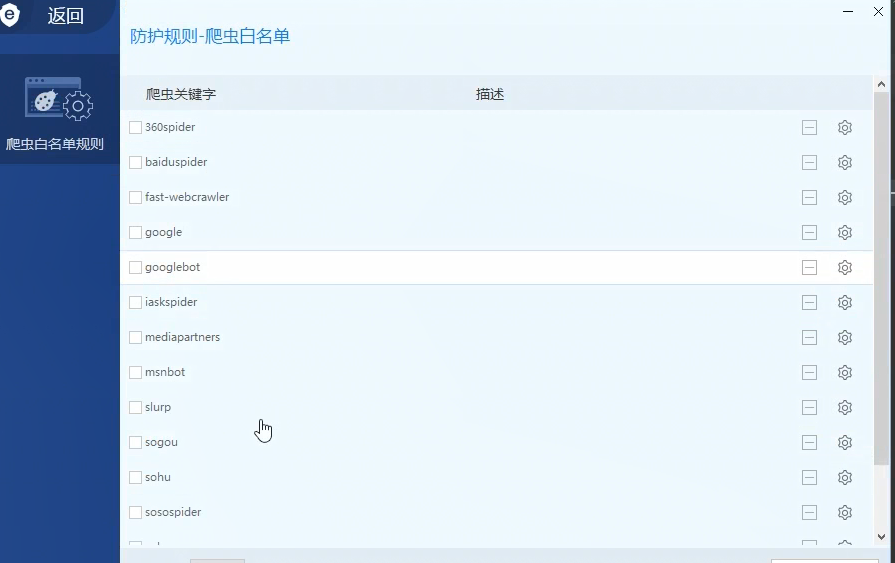 返回
防护规则-爬虫白名单
爬虫关键字 描述
爬虫白名单规则
360spider
baiduspider
fast-webcrawler
google
googlebot
iaskspider
mediapartners
msnbot
slurp
sogou
sohu
sosospider